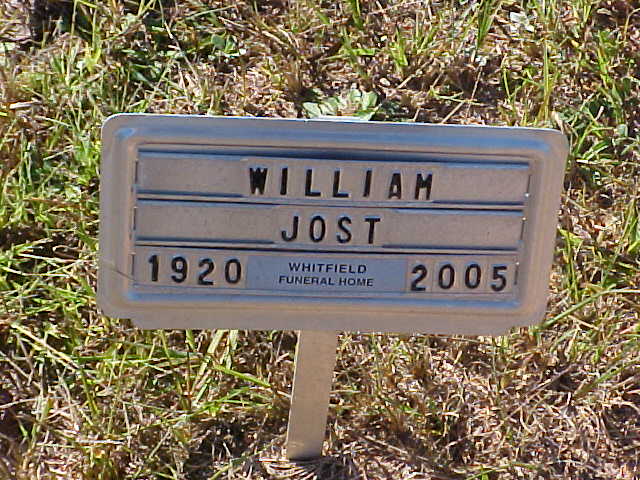 WILLIAM
JOST
1920 WHITFIELD FUNERAL HOME 2005